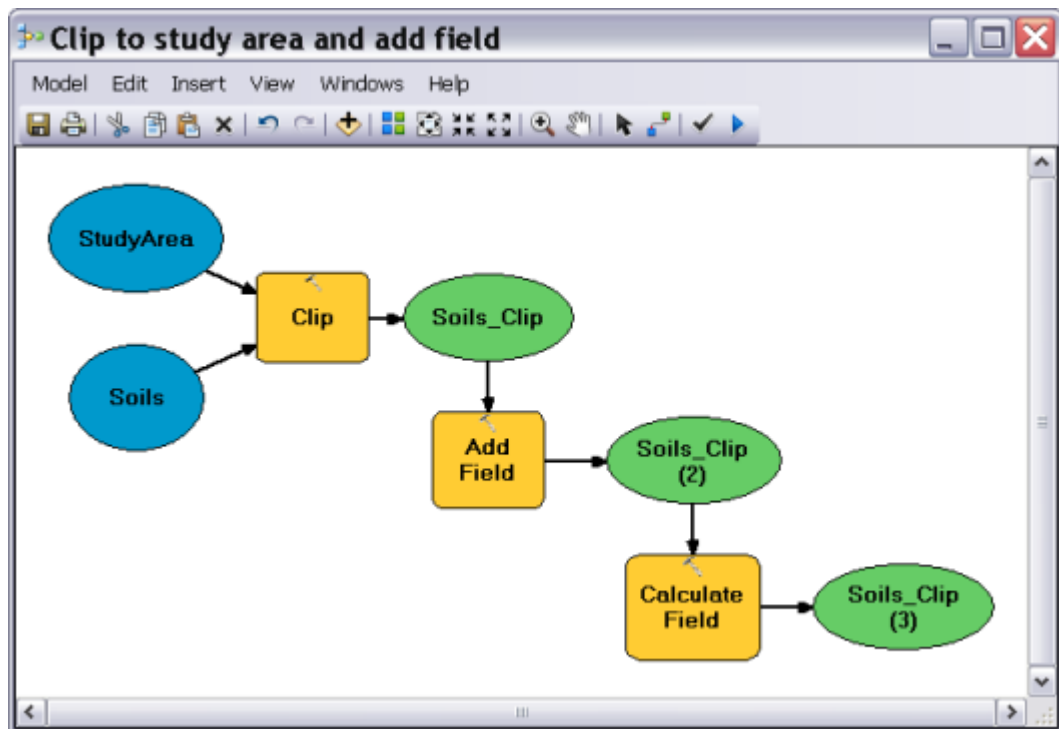 Clip to study area and add field
Model Edit Insert View Windows Help
StudyArea
Soils
Clip
Soils_Clip
Add
Field
Soils_Clip
(2)
Calculate
Field
Soils_Clip
(3)